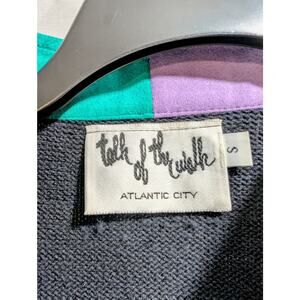 talk
of the walk
ATLANTIC CITY
S